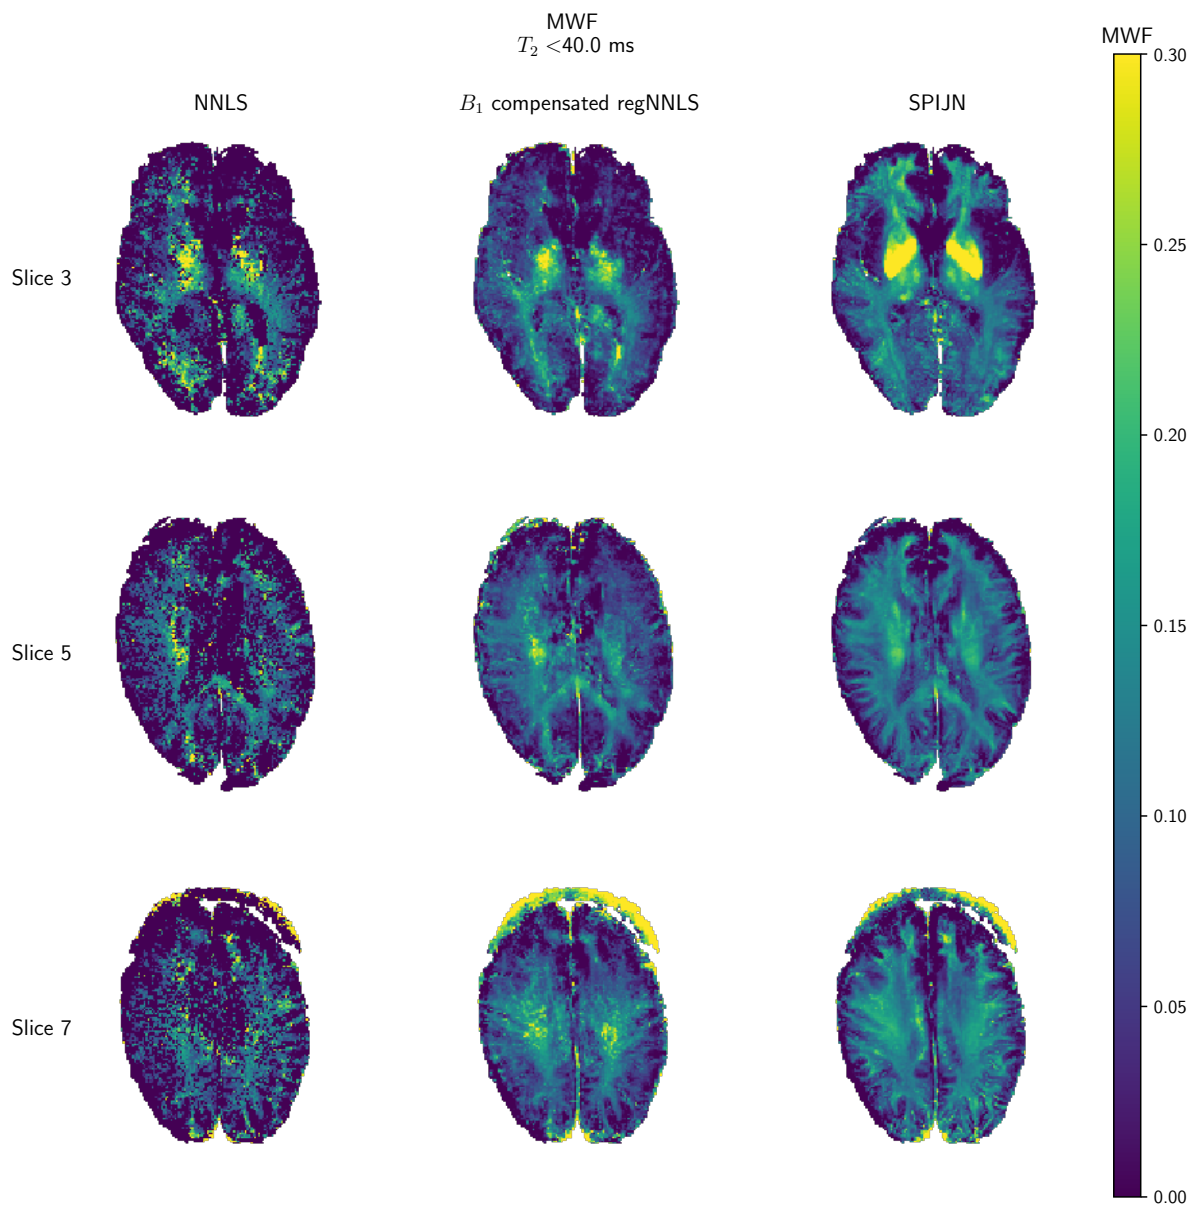 MWF
T₂ <40.0 ms
MWF
NNLS
B₁ compensated regNNLS
SPIJN
0.30
0.25
Slice 3
0.20
Slice 5
0.15
0.10
Slice 7
0.05
0.00